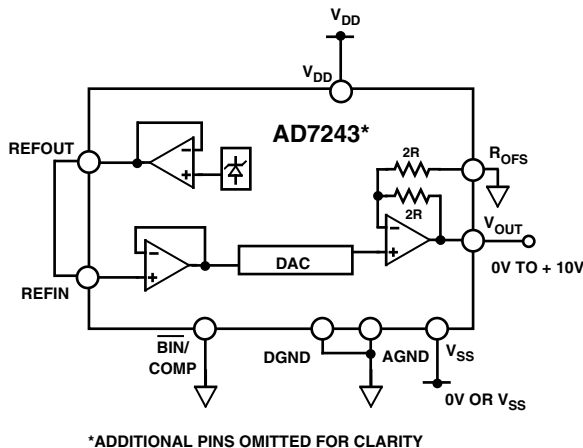 VDD
VDD
AD7243*
REFOUT
2R
ROFS
2R
VOUT
DAC
0V TO + 10V
REFIN
BIN/
COMP
DGND
AGND
VSS
0V OR VSS
*ADDITIONAL PINS OMITTED FOR CLARITY